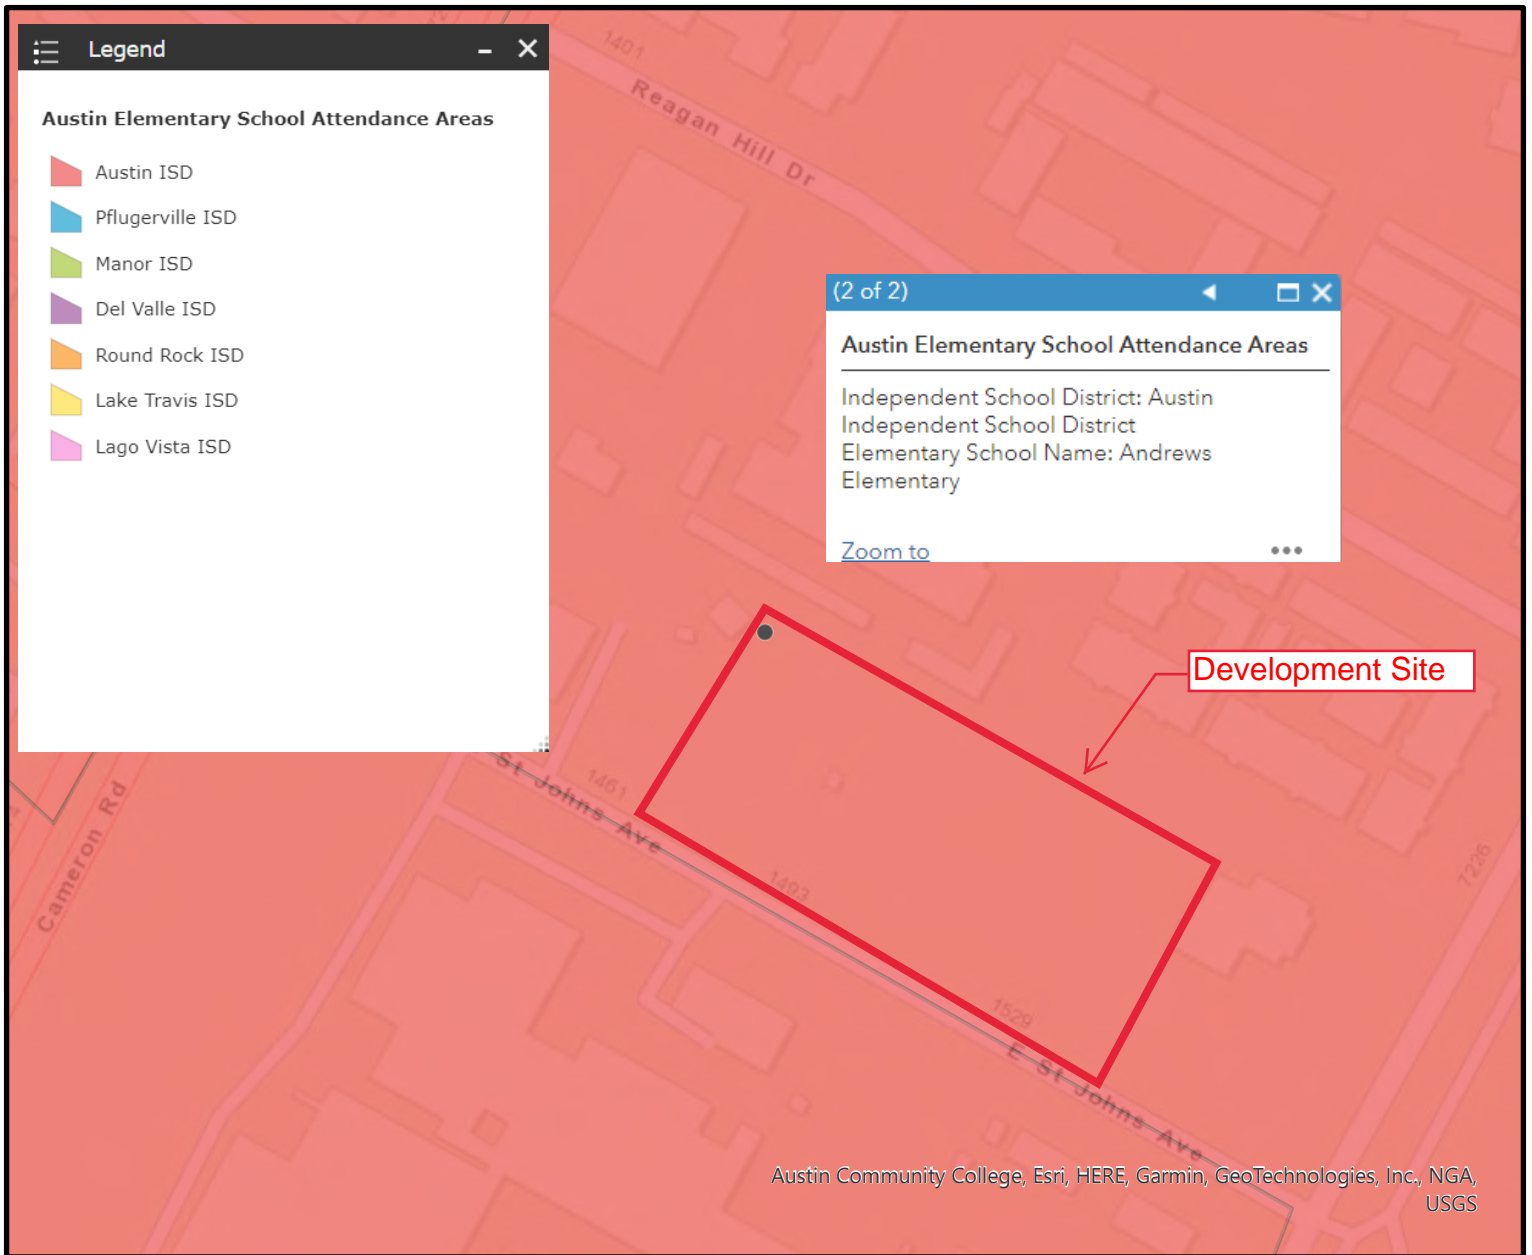 Legend
Austin Elementary School Attendance Areas
Austin ISD
Pflugerville ISD
Manor ISD
Del Valle ISD
Round Rock ISD
Lake Travis ISD
Lago Vista ISD
1401
Reagan Hill Dr
(2 of 2)
Austin Elementary School Attendance Areas
Independent School District: Austin
Independent School District
Elementary School Name: Andrews
Elementary
Zoom to
Development Site
St Johns Ave
1461
Cameron Rd
1493
7226
1529
E St Johns Ave
Austin Community College, Esri, HERE, Garmin, GeoTechnologies, Inc., NGA,
USGS